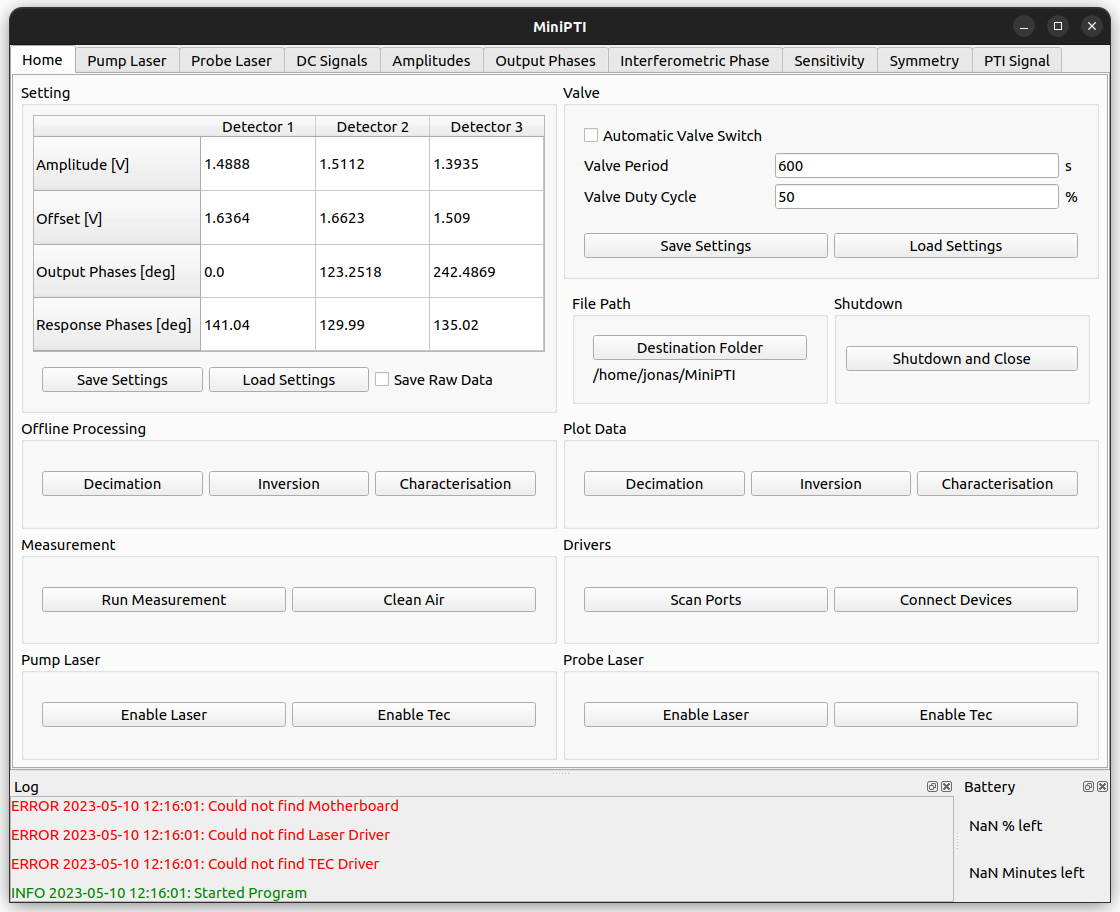 MiniPTI
Home Pump Laser Probe Laser DC Signals Amplitudes Output Phases Interferometric Phase Sensitivity Symmetry PTI Signal
Setting
Detector 1 Detector 2 Detector 3
Amplitude [V] 1.4888 1.5112 1.3935
Offset [V] 1.6364 1.6623 1.509
Output Phases [deg] 0.0 123.2518 242.4869
Response Phases [deg] 141.04 129.99 135.02
Save Settings Load Settings Save Raw Data
Valve
Automatic Valve Switch
Valve Period 600 s
Valve Duty Cycle 50 %
Save Settings Load Settings
File Path
Destination Folder
/home/jonas/MiniPTI
Shutdown
Shutdown and Close
Offline Processing
Decimation Inversion Characterisation
Plot Data
Decimation Inversion Characterisation
Measurement
Run Measurement Clean Air
Drivers
Scan Ports Connect Devices
Pump Laser
Enable Laser Enable Tec
Probe Laser
Enable Laser Enable Tec
Log
ERROR 2023-05-10 12:16:01: Could not find Motherboard
ERROR 2023-05-10 12:16:01: Could not find Laser Driver
ERROR 2023-05-10 12:16:01: Could not find TEC Driver
INFO 2023-05-10 12:16:01: Started Program
Battery
NaN % left
NaN Minutes left